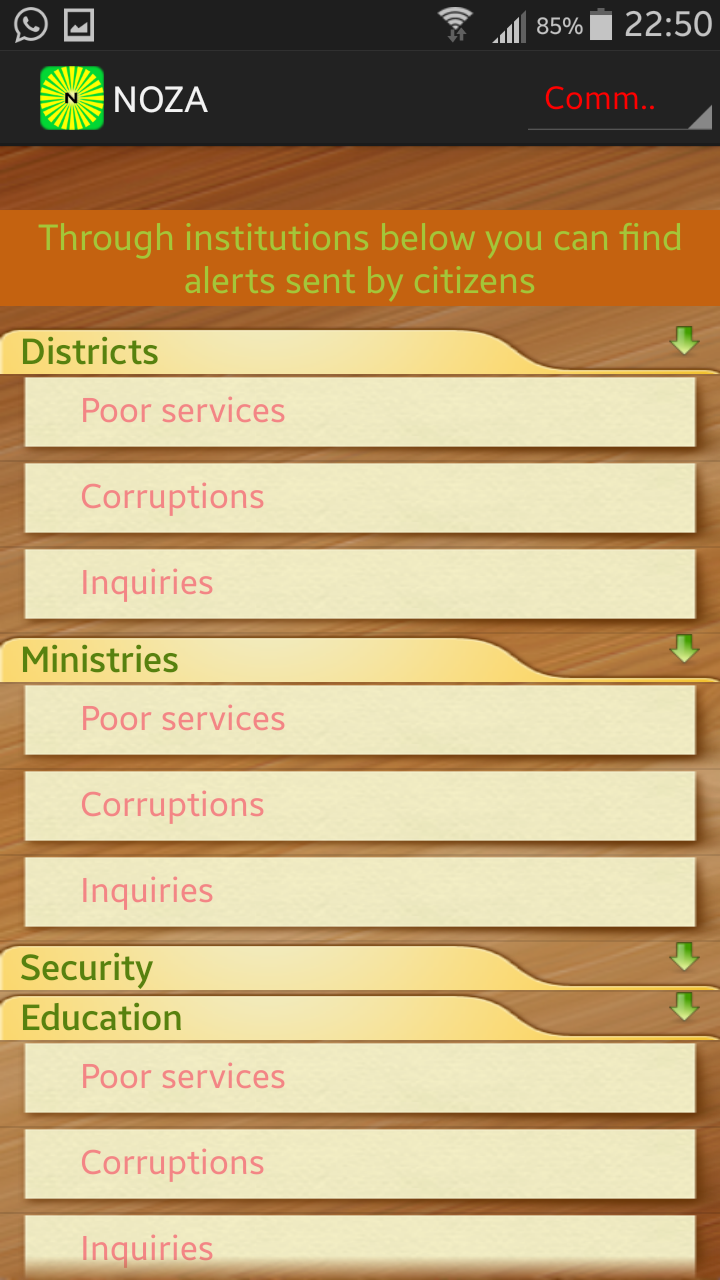 85% 22:50
N NOZA Comm..
Through institutions below you can find
alerts sent by citizens
Districts
Poor services
Corruptions
Inquiries
Ministries
Poor services
Corruptions
Inquiries
Security
Education
Poor services
Corruptions
Inquiries